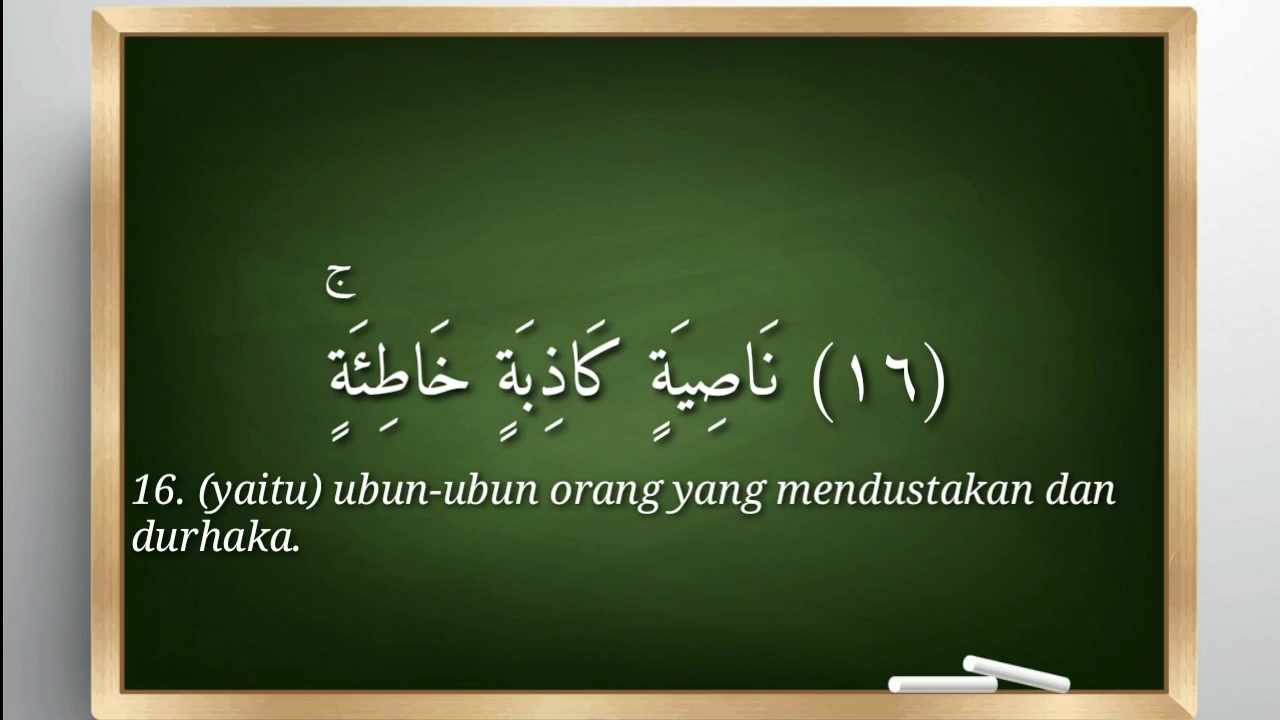 (١٦) نَاصِيَةٍ كَاذِبَةٍ خَاطِئَةٍۚ
16. (yaitu) ubun-ubun orang yang mendustakan dan
durhaka.